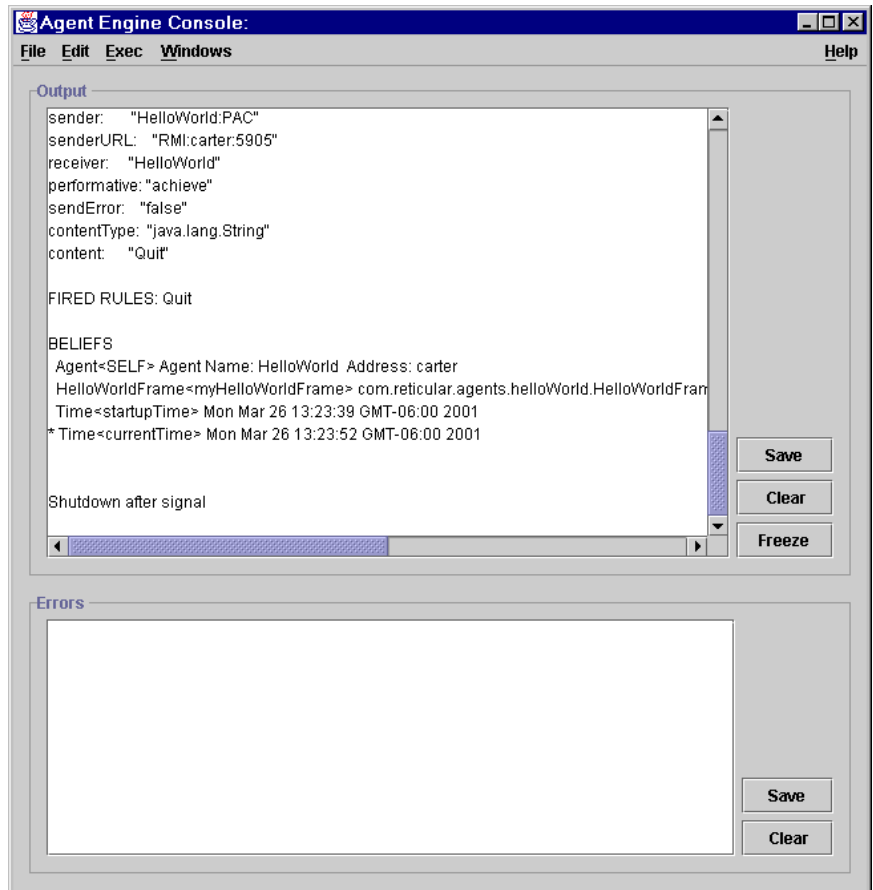 Agent Engine Console:
File Edit Exec Windows Help
Output
sender: "HelloWorld:PAC"
senderURL: "RMI:carter:5905"
receiver: "HelloWorld"
performative: "achieve"
sendError: "false"
contentType: "java.lang.String"
content: "Quit"
FIRED RULES: Quit
BELIEFS
Agent<SELF> Agent Name: HelloWorld Address: carter
HelloWorldFrame<myHelloWorldFrame> com.reticular.agents.helloWorld.HelloWorldFram
Time<startupTime> Mon Mar 26 13:23:39 GMT-06:00 2001
* Time<currentTime> Mon Mar 26 13:23:52 GMT-06:00 2001
Shutdown after signal
Save
Clear
Freeze
Errors
Save
Clear